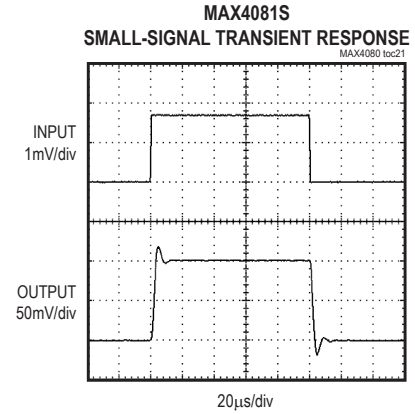 MAX4081S
SMALL-SIGNAL TRANSIENT RESPONSE
MAX4080 toc21
INPUT
1mV/div
OUTPUT
50mV/div
20μs/div